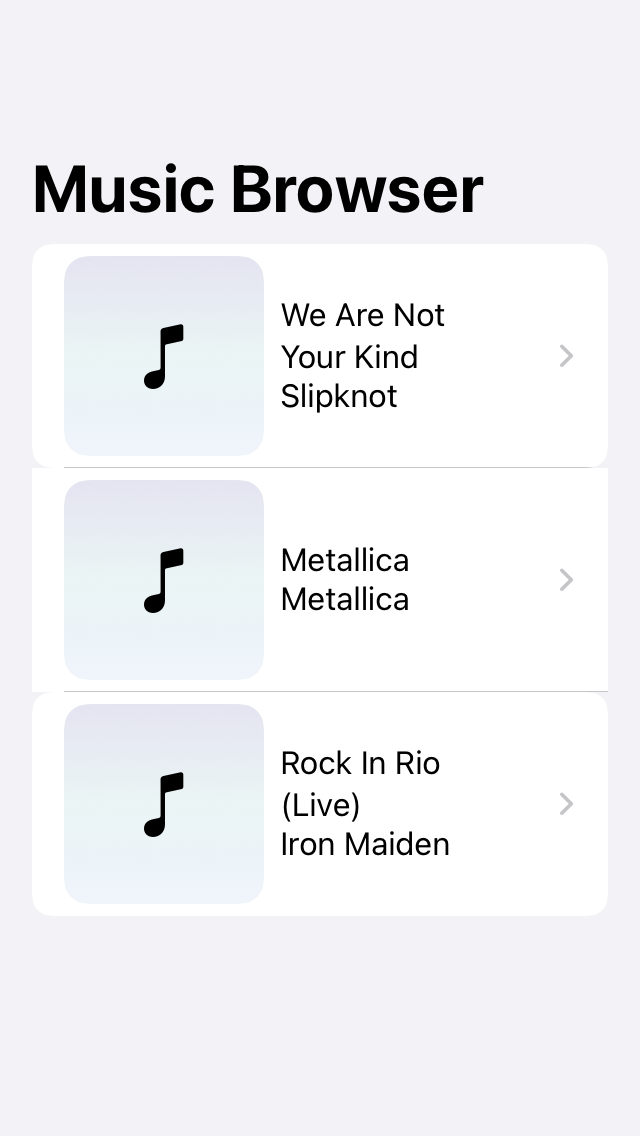 Music Browser
We Are Not
Your Kind
Slipknot
Metallica
Metallica
Rock In Rio
(Live)
Iron Maiden